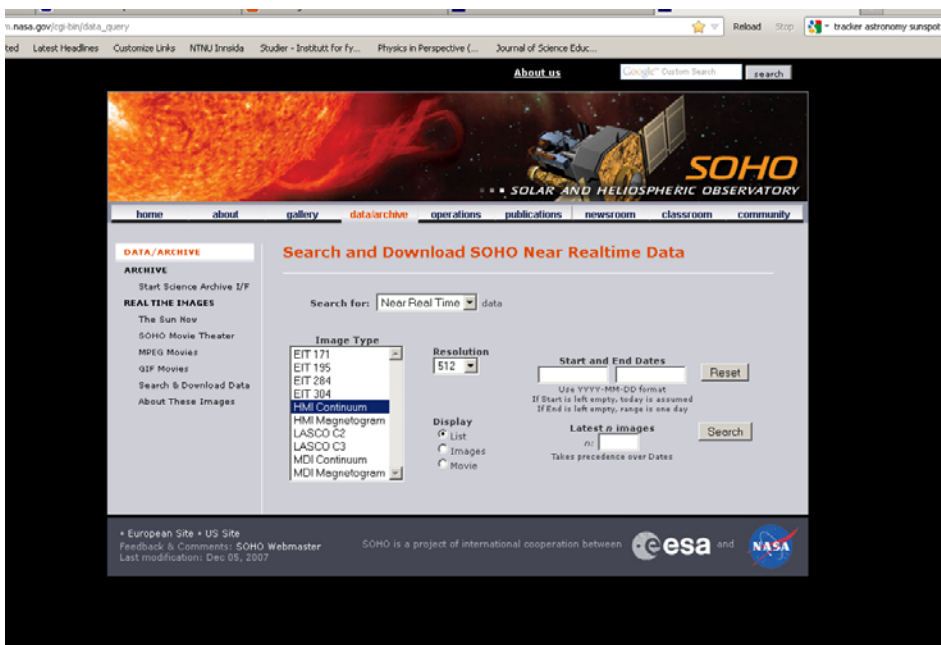 n.nasa.gov/cgi-bin/data_query
Reload Stop
tracker astronomy sunspot
ted Latest Headlines Customize Links NTNU Innsida Studier - Institutt for fy... Physics in Perspective (... Journal of Science Educ...
About us
Google™ Custom Search
search
SOHO
SOLAR AND HELIOSPHERIC OBSERVATORY
home about gallery data/archive operations publications newsroom classroom community
DATA/ARCHIVE
ARCHIVE
Start Science Archive I/F
REAL TIME IMAGES
The Sun Now
SOHO Movie Theater
MPEG Movies
GIF Movies
Search & Download Data
About These Images
Search and Download SOHO Near Realtime Data
Search for: Near Real Time data
Image Type
EIT 171
EIT 195
EIT 284
EIT 304
HMI Continuum
HMI Magnetogram
LASCO C2
LASCO C3
MDI Continuum
MDI Magnetogram
Resolution
512
Display
List
Images
Movie
Start and End Dates
Reset
Use YYYY-MM-DD format
If Start is left empty, today is assumed
If End is left empty, range is one day
Latest n images
n:
Search
Takes precedence over Dates
• European Site • US Site
Feedback & Comments: SOHO Webmaster
Last modification: Dec 05, 2007
SOHO is a project of international cooperation between esa and NASA